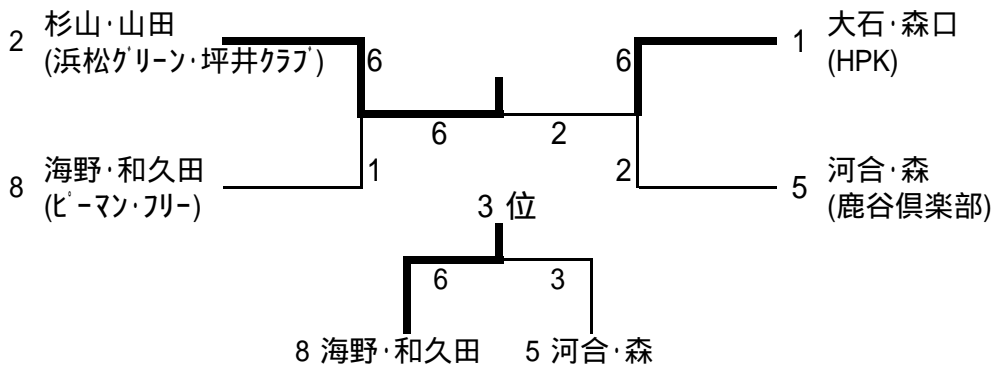 2 杉山・山田
(浜松グリーン・坪井クラブ)
6
8 海野・和久田
(ピーマン・フリー)
1
6 2
大石・森口
1 (HPK)
6
河合・森
5 (鹿谷倶楽部)
2
3 位
6 3
8 海野・和久田 5 河合・森